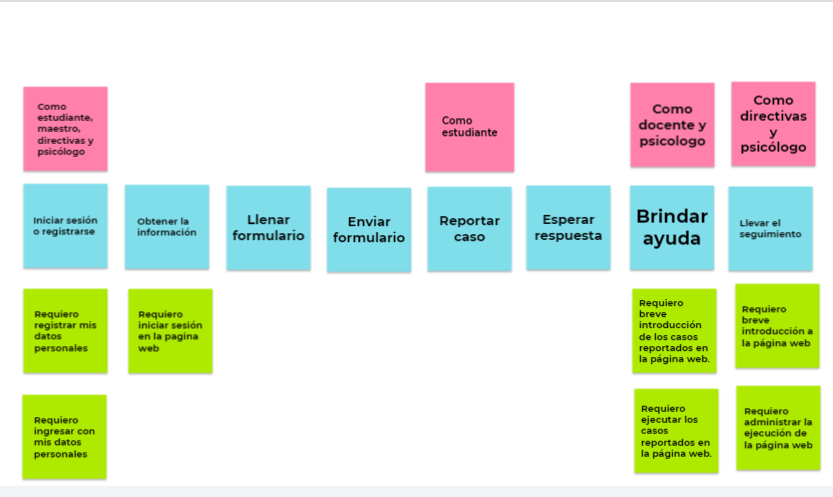 Como
estudiante,
maestro,
directivas y
psicólogo
Como
estudiante
Como
docente y
psicologo
Como
directivas
y
psicólogo
Iniciar sesión
o registrarse
Obtener la
información
Llenar
formulario
Enviar
formulario
Reportar
caso
Esperar
respuesta
Brindar
ayuda
Llevar el
seguimiento
Requiero
registrar mis
datos
personales
Requiero
iniciar sesión
en la pagina
web
Requiero
breve
introducción
de los casos
reportados en
la página web.
Requiero
breve
introducción a
la página web
Requiero
ingresar con
mis datos
personales
Requiero
ejecutar los
casos
reportados en
la página web.
Requiero
administrar la
ejecución de
la página web